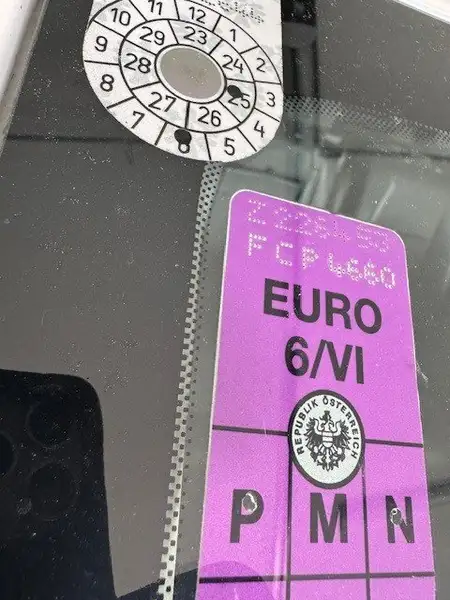 11 12 1 2 3 4 5 6 7 8 9 10
23 24 25 26 27 28 29
FCP 4660
EURO
6/VI
REPUBLIK ÖSTERREICH
P M N